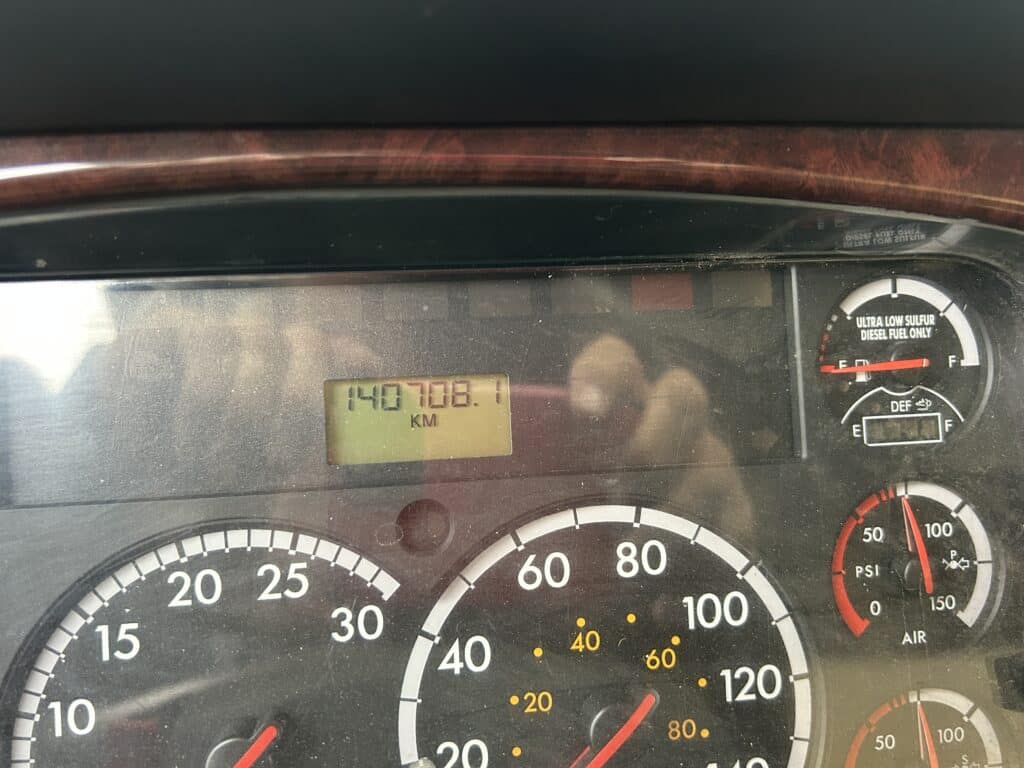 ULTRA LOW SULFUR
DIESEL FUEL ONLY
E F
DEF
E F
140708.1
KM
10 15 20 25 30
20 40 60 80 100 120 140
20 40 60 80
0 50 100 150
PSI
P
AIR
50 100
S